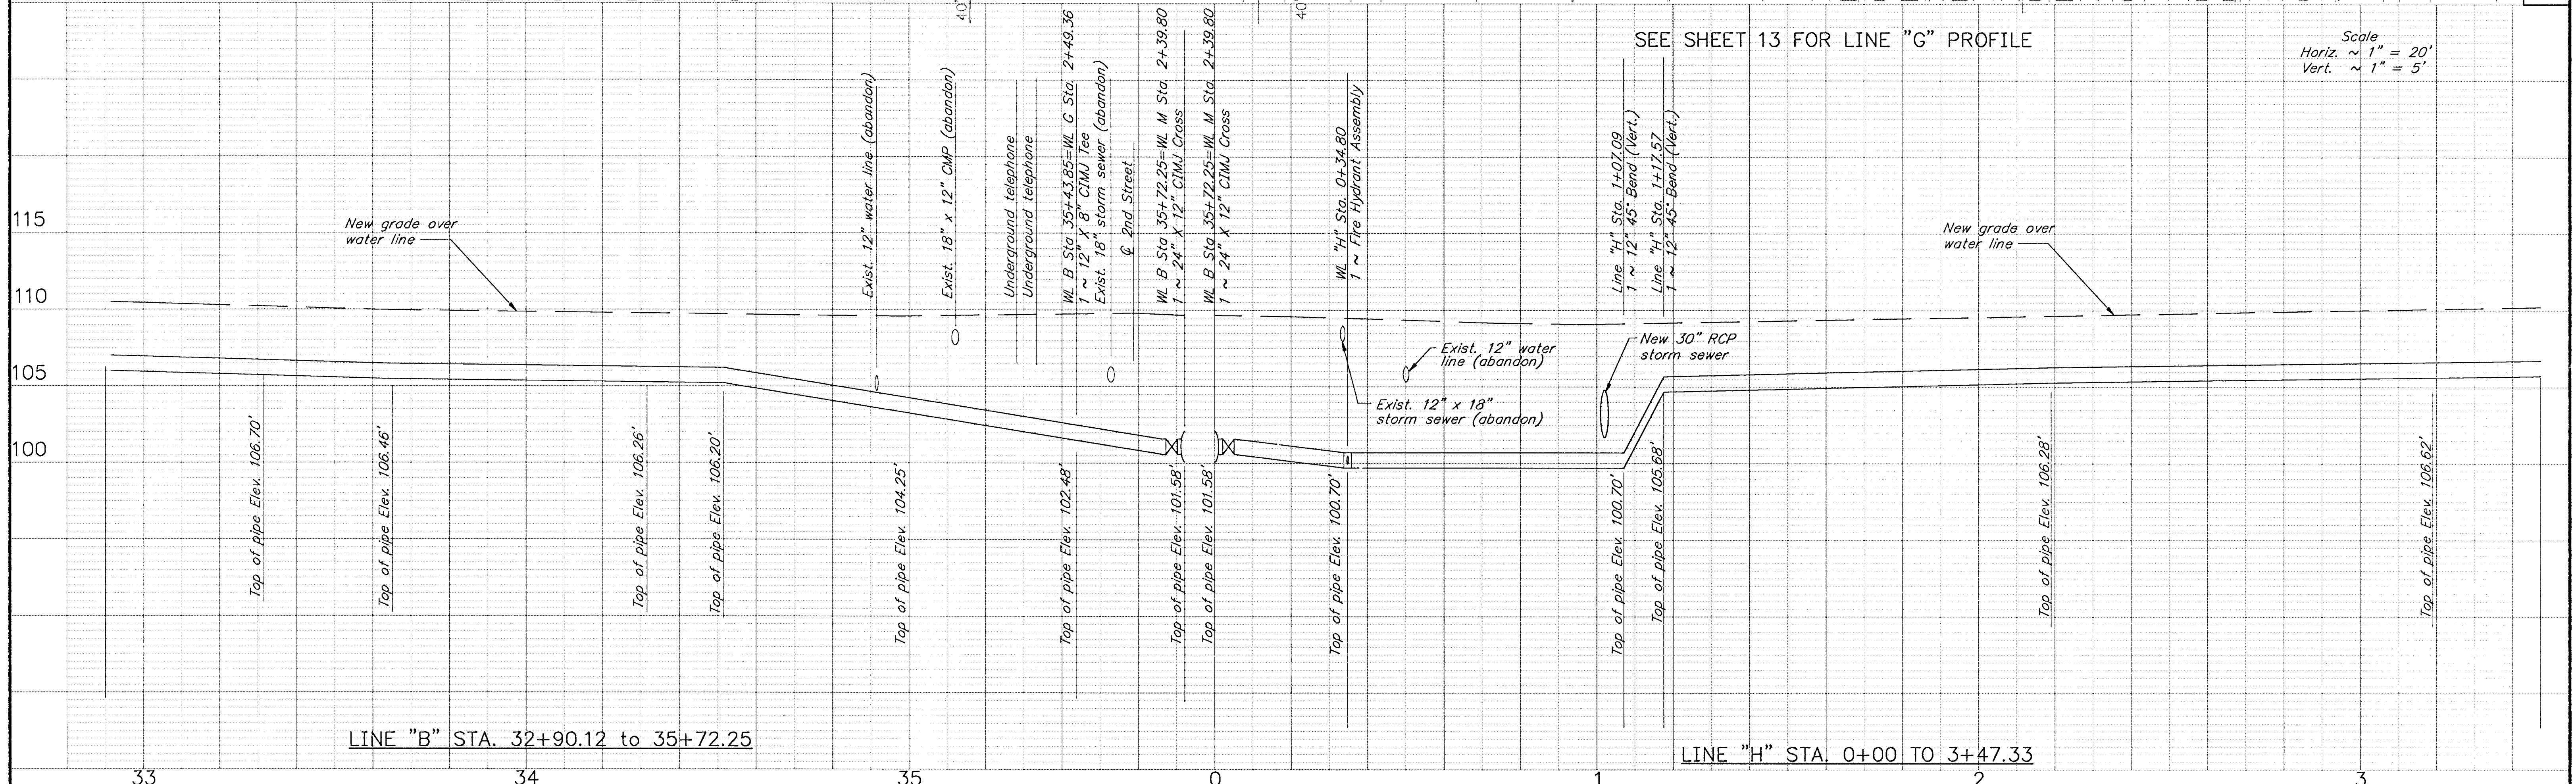 40
40
SEE SHEET 13 FOR LINE "G" PROFILE
Scale
Horiz. ~ 1" = 20'
Vert. ~ 1" = 5'
115
110
105
100
New grade over
water line
Exist. 12" water line (abandon)
Exist. 18" x 12" CMP (abandon)
Underground telephone
Underground telephone
WL B Sta 35+43.85=WL G Sta. 2+49.36
1 ~ 12" X 8" CIMJ Tee
Exist. 18" storm sewer (abandon)
℄ 2nd Street
WL B Sta 35+72.25=WL M Sta. 2+39.80
1 ~ 24" X 12" CIMJ Cross
WL B Sta 35+72.25=WL M Sta. 2+39.80
1 ~ 24" X 12" CIMJ Cross
WL "H" Sta. 0+34.80
1 ~ Fire Hydrant Assembly
Line "H" Sta. 1+07.09
1 ~ 12" 45° Bend (Vert.)
Line "H" Sta. 1+17.57
1 ~ 12" 45° Bend (Vert.)
New grade over
water line
Exist. 12" water
line (abandon)
New 30" RCP
storm sewer
Exist. 12" x 18"
storm sewer (abandon)
Top of pipe Elev. 106.70'
Top of pipe Elev. 106.46'
Top of pipe Elev. 106.26'
Top of pipe Elev. 106.20'
Top of pipe Elev. 104.25'
Top of pipe Elev. 102.48'
Top of pipe Elev. 101.58'
Top of pipe Elev. 101.58'
Top of pipe Elev. 100.70'
Top of pipe Elev. 100.70'
Top of pipe Elev. 105.68'
Top of pipe Elev. 106.28'
Top of pipe Elev. 106.62'
LINE "B" STA. 32+90.12 to 35+72.25
LINE "H" STA. 0+00 TO 3+47.33
33
34
35
0
1
2
3